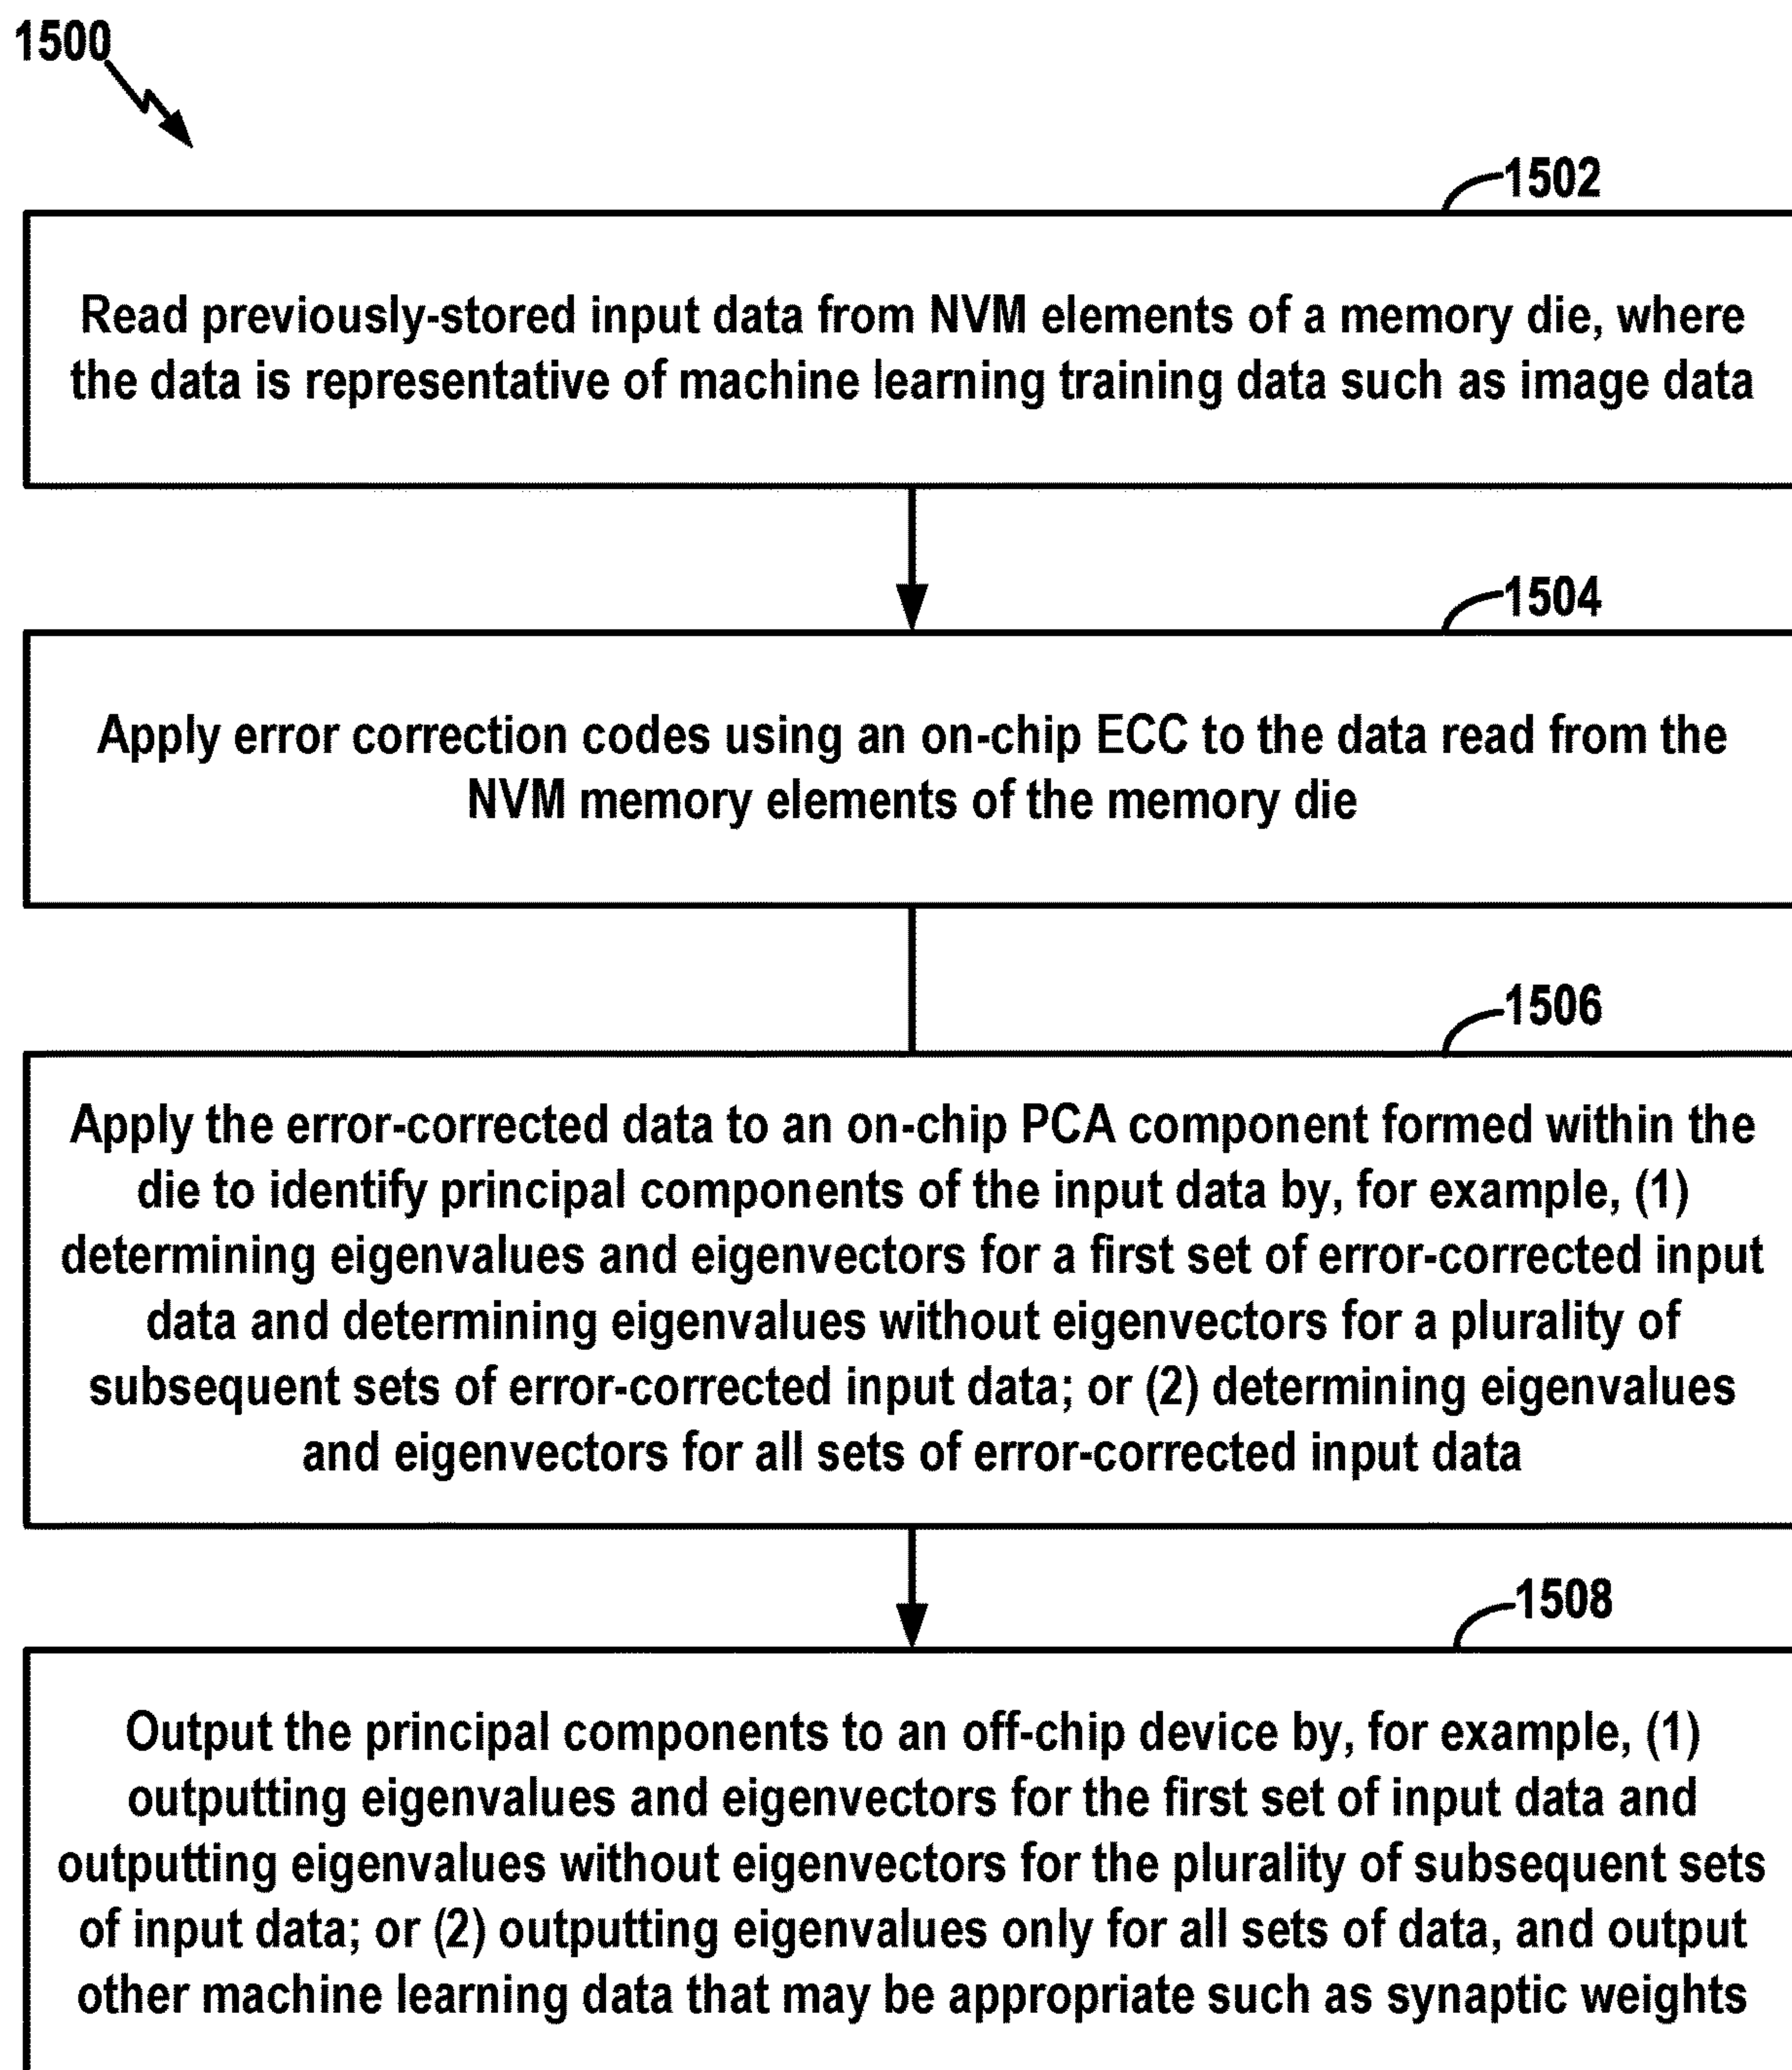 1500
1502
Read previously-stored input data from NVM elements of a memory die, where
the data is representative of machine learning training data such as image data
1504
Apply error correction codes using an on-chip ECC to the data read from the
NVM memory elements of the memory die
1506
Apply the error-corrected data to an on-chip PCA component formed within the
die to identify principal components of the input data by, for example, (1)
determining eigenvalues and eigenvectors for a first set of error-corrected input
data and determining eigenvalues without eigenvectors for a plurality of
subsequent sets of error-corrected input data; or (2) determining eigenvalues
and eigenvectors for all sets of error-corrected input data
1508
Output the principal components to an off-chip device by, for example, (1)
outputting eigenvalues and eigenvectors for the first set of input data and
outputting eigenvalues without eigenvectors for the plurality of subsequent sets
of input data; or (2) outputting eigenvalues only for all sets of data, and output
other machine learning data that may be appropriate such as synaptic weights